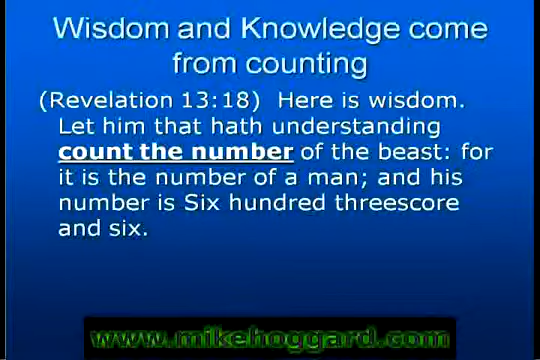 Wisdom and Knowledge come
from counting
(Revelation 13:18)  Here is wisdom.
Let him that hath understanding
count the number of the beast: for
it is the number of a man; and his
number is Six hundred threescore
and six.
www.mikehoggard.com